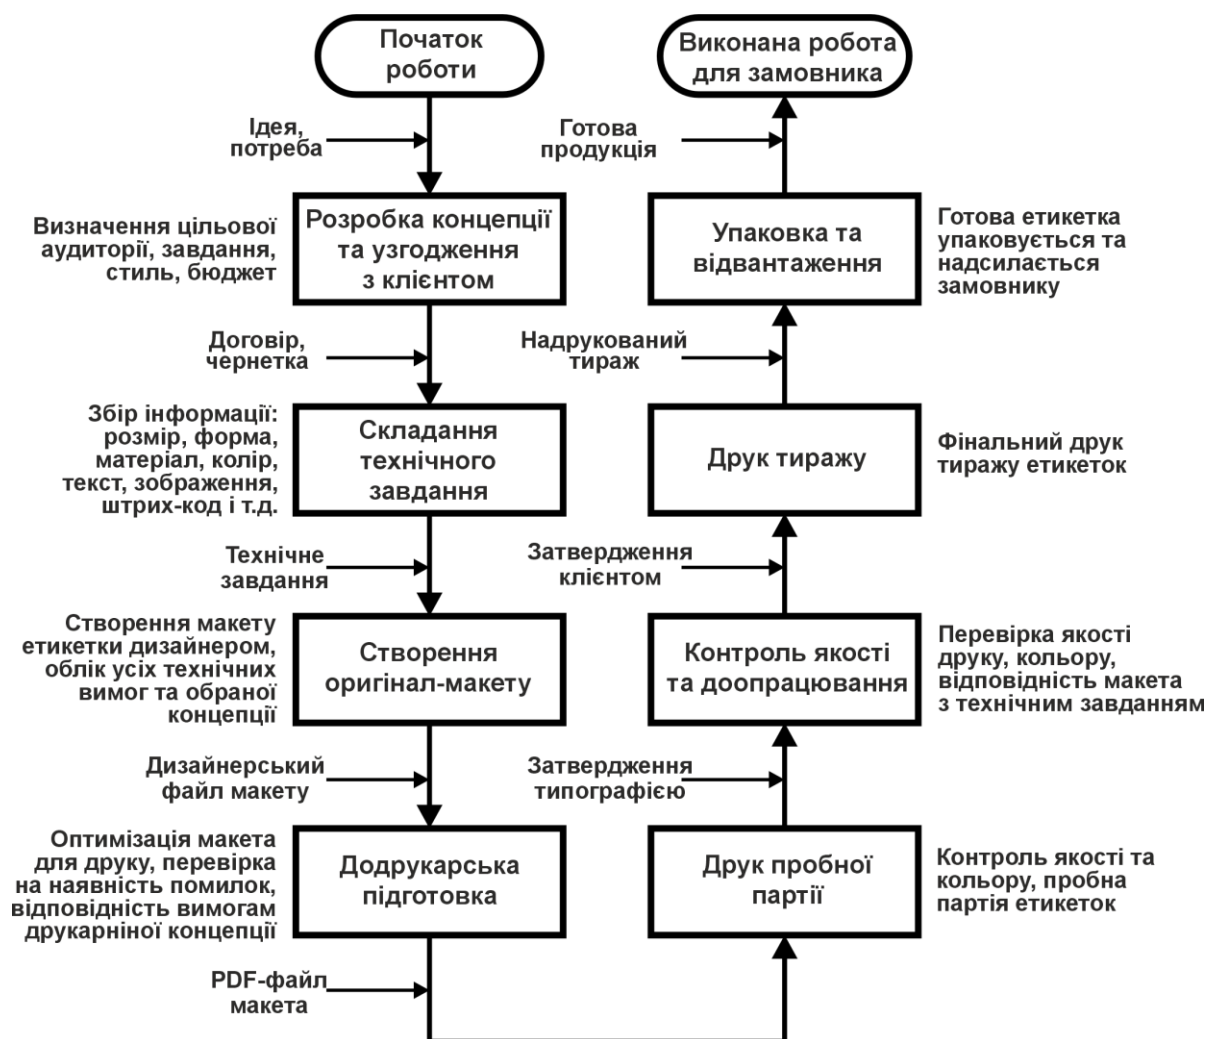 Початок
роботи
Ідея,
потреба
Визначення цільової
аудиторії, завдання,
стиль, бюджет
Розробка концепції
та узгодження
з клієнтом
Договір,
чернетка
Збір інформації:
розмір, форма,
матеріал, колір,
текст, зображення,
штрих-код і т.д.
Складання
технічного
завдання
Технічне
завдання
Створення макету
етикетки дизайнером,
облік усіх технічних
вимог та обраної
концепції
Створення
оригінал-макету
Дизайнерський
файл макету
Оптимізація макета
для друку, перевірка
на наявність помилок,
відповідність вимогам
друкарніної концепції
Додрукарська
підготовка
PDF-файл
макета
Друк пробної
партії
Контроль якості та
кольору, пробна
партія етикеток
Затвердження
типографією
Контроль якості
та доопрацювання
Перевірка якості
друку, кольору,
відповідність макета
з технічним завданням
Затвердження
клієнтом
Друк тиражу
Фінальний друк
тиражу етикеток
Надрукований
тираж
Упаковка та
відвантаження
Готова етикетка
упаковується та
надсилається
замовнику
Готова
продукція
Виконана робота
для замовника